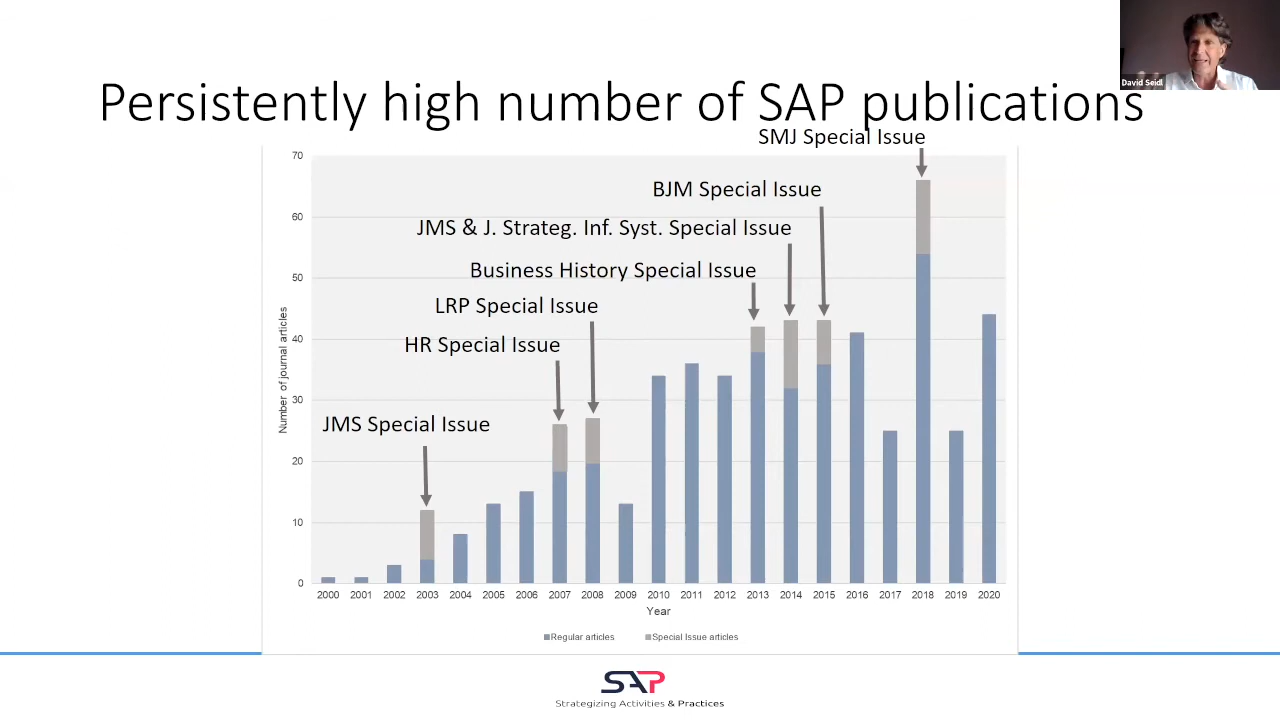 David Seidl
Persistently high number of SAP publications
SMJ Special Issue
BJM Special Issue
JMS & J. Strateg. Inf. Syst. Special Issue
Business History Special Issue
LRP Special Issue
HR Special Issue
JMS Special Issue
Number of journal articles
70
60
50
40
30
20
10
0
2000 2001 2002 2003 2004 2005 2006 2007 2008 2009 2010 2011 2012 2013 2014 2015 2016 2017 2018 2019 2020
Year
Regular articles Special Issue articles
SAP
Strategizing Activities & Practices